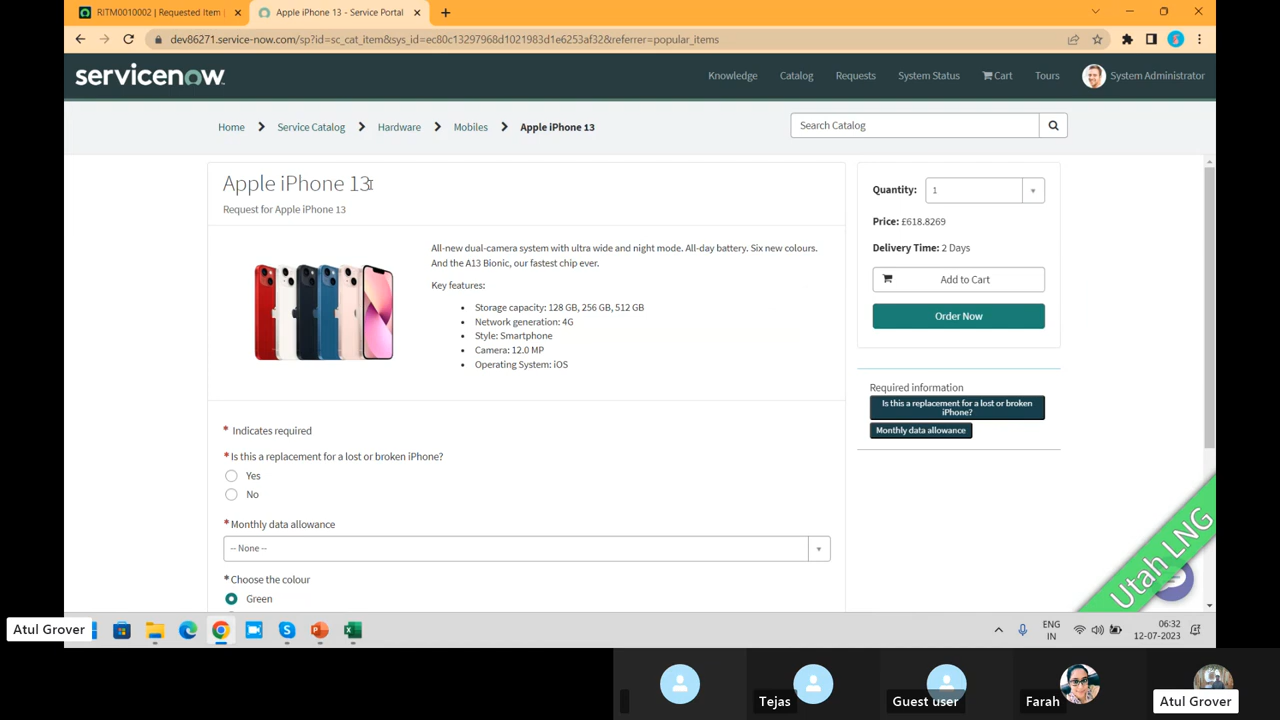 RITM0010002 | Requested Item |
Apple iPhone 13 - Service Portal
dev86271.service-now.com/sp?id=sc_cat_item&sys_id=ec80c13297968d1021983d1e6253af32&referrer=popular_items
servicenow
Knowledge
Catalog
Requests
System Status
Cart
Tours
System Administrator
Home > Service Catalog > Hardware > Mobiles > Apple iPhone 13
Search Catalog
Apple iPhone 13
Request for Apple iPhone 13
All-new dual-camera system with ultra wide and night mode. All-day battery. Six new colours.
And the A13 Bionic, our fastest chip ever.
Key features:
• Storage capacity: 128 GB, 256 GB, 512 GB
• Network generation: 4G
• Style: Smartphone
• Camera: 12.0 MP
• Operating System: iOS
* Indicates required
* Is this a replacement for a lost or broken iPhone?
Yes
No
* Monthly data allowance
-- None --
* Choose the colour
Green
Quantity: 1
Price: £618.8269
Delivery Time: 2 Days
Add to Cart
Order Now
Required information
Is this a replacement for a lost or broken
iPhone?
Monthly data allowance
Utah LNG
Atul Grover
ENG
IN
06:32
12-07-2023
Tejas
Guest user
Farah
Atul Grover